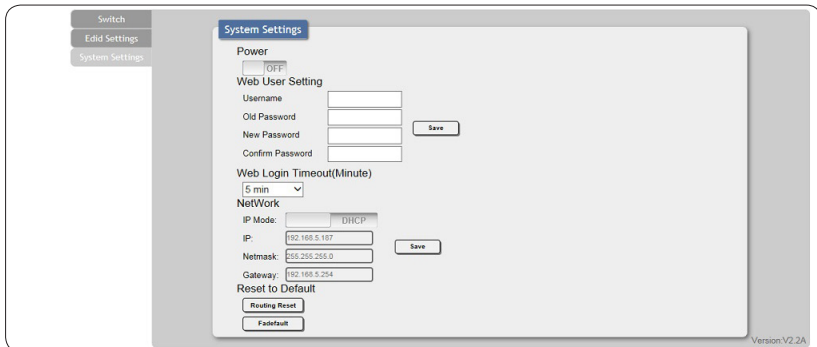 Switch
Edid Settings
System Settings
System Settings
Power
OFF
Web User Setting
Username
Old Password
New Password
Save
Confirm Password
Web Login Timeout(Minute)
5 min
NetWork
IP Mode: DHCP
IP: 192.168.5.187
Save
Netmask: 255.255.255.0
Gateway: 192.168.5.254
Reset to Default
Routing Reset
Fadefault
Version:V2.2A